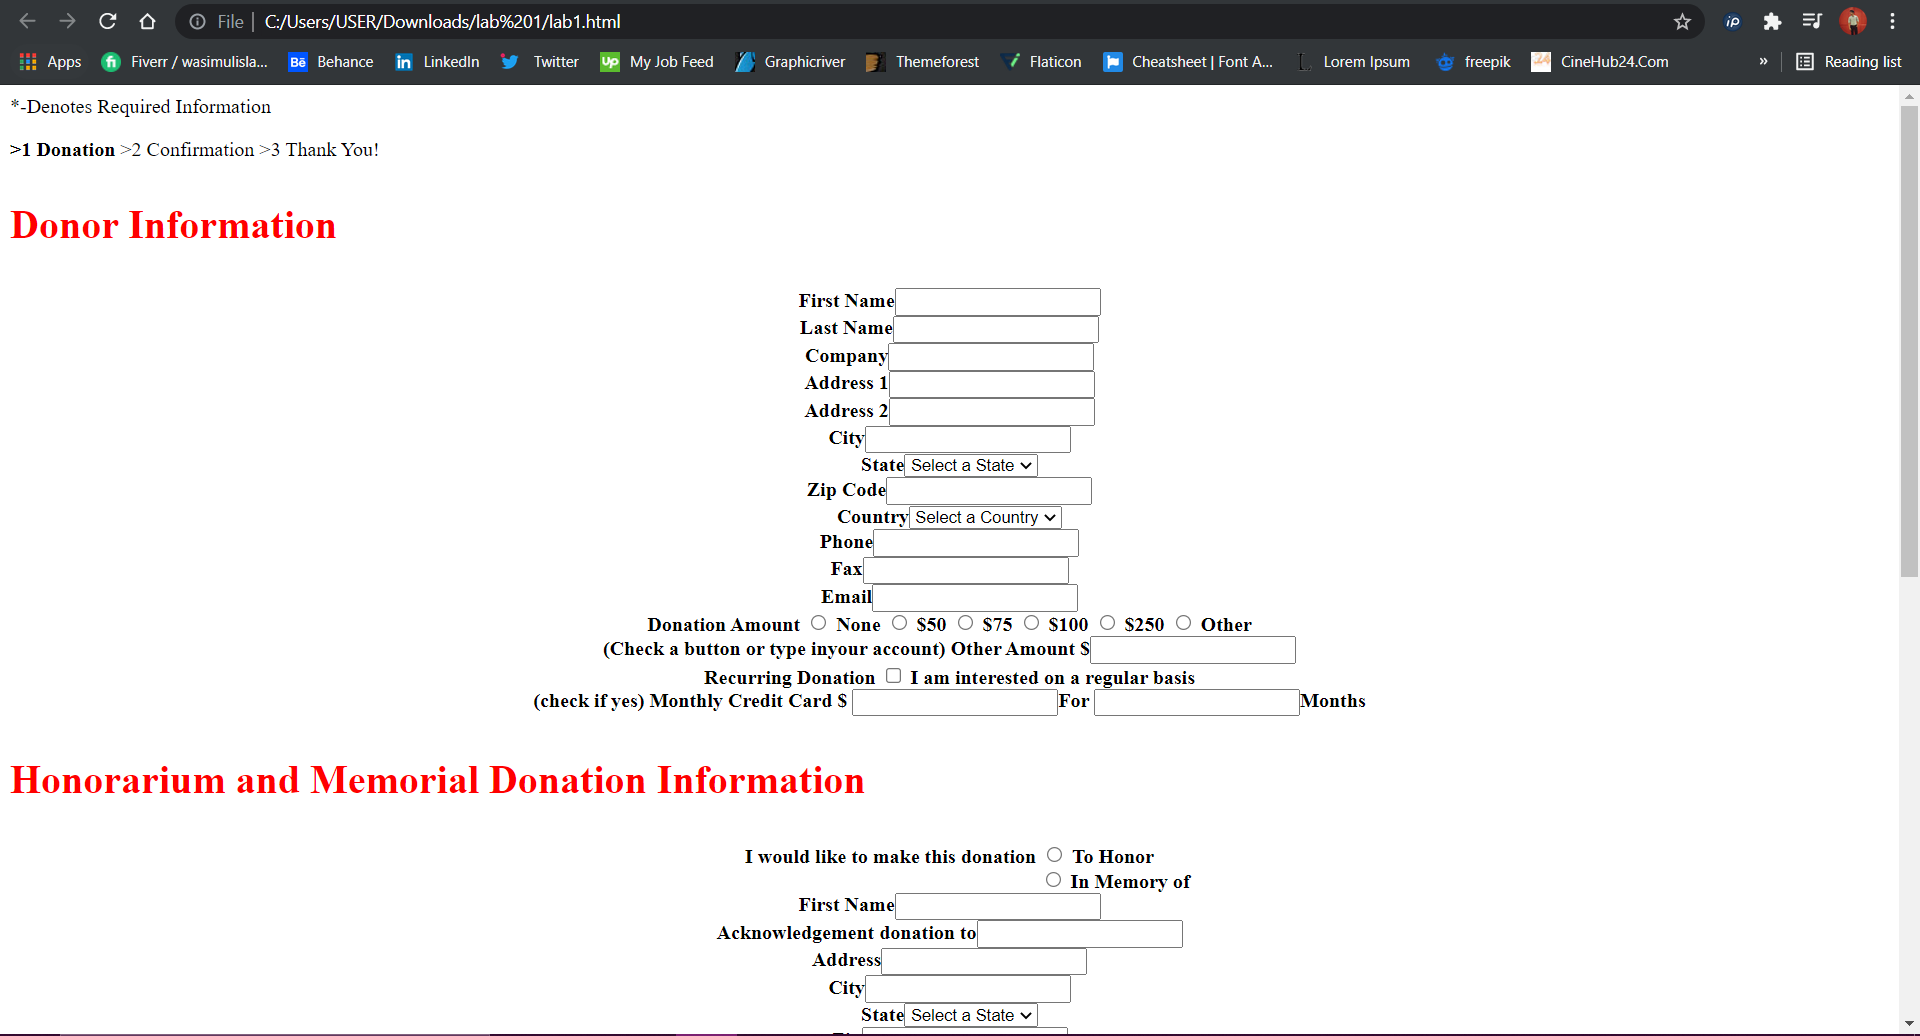 File | C:/Users/USER/Downloads/lab%201/lab1.html
Apps Fiverr / wasimulisla... Bē Behance in LinkedIn Twitter Up My Job Feed Graphicriver Themeforest Flaticon Cheatsheet | Font A... L Lorem Ipsum freepik CineHub24.Com » Reading list
*-Denotes Required Information
>1 Donation >2 Confirmation >3 Thank You!
Donor Information
First Name
Last Name
Company
Address 1
Address 2
City
State Select a State
Zip Code
Country Select a Country
Phone
Fax
Email
Donation Amount None $50 $75 $100 $250 Other
(Check a button or type inyour account) Other Amount $
Recurring Donation I am interested on a regular basis
(check if yes) Monthly Credit Card $ For Months
Honorarium and Memorial Donation Information
I would like to make this donation To Honor
In Memory of
First Name
Acknowledgement donation to
Address
City
State Select a State